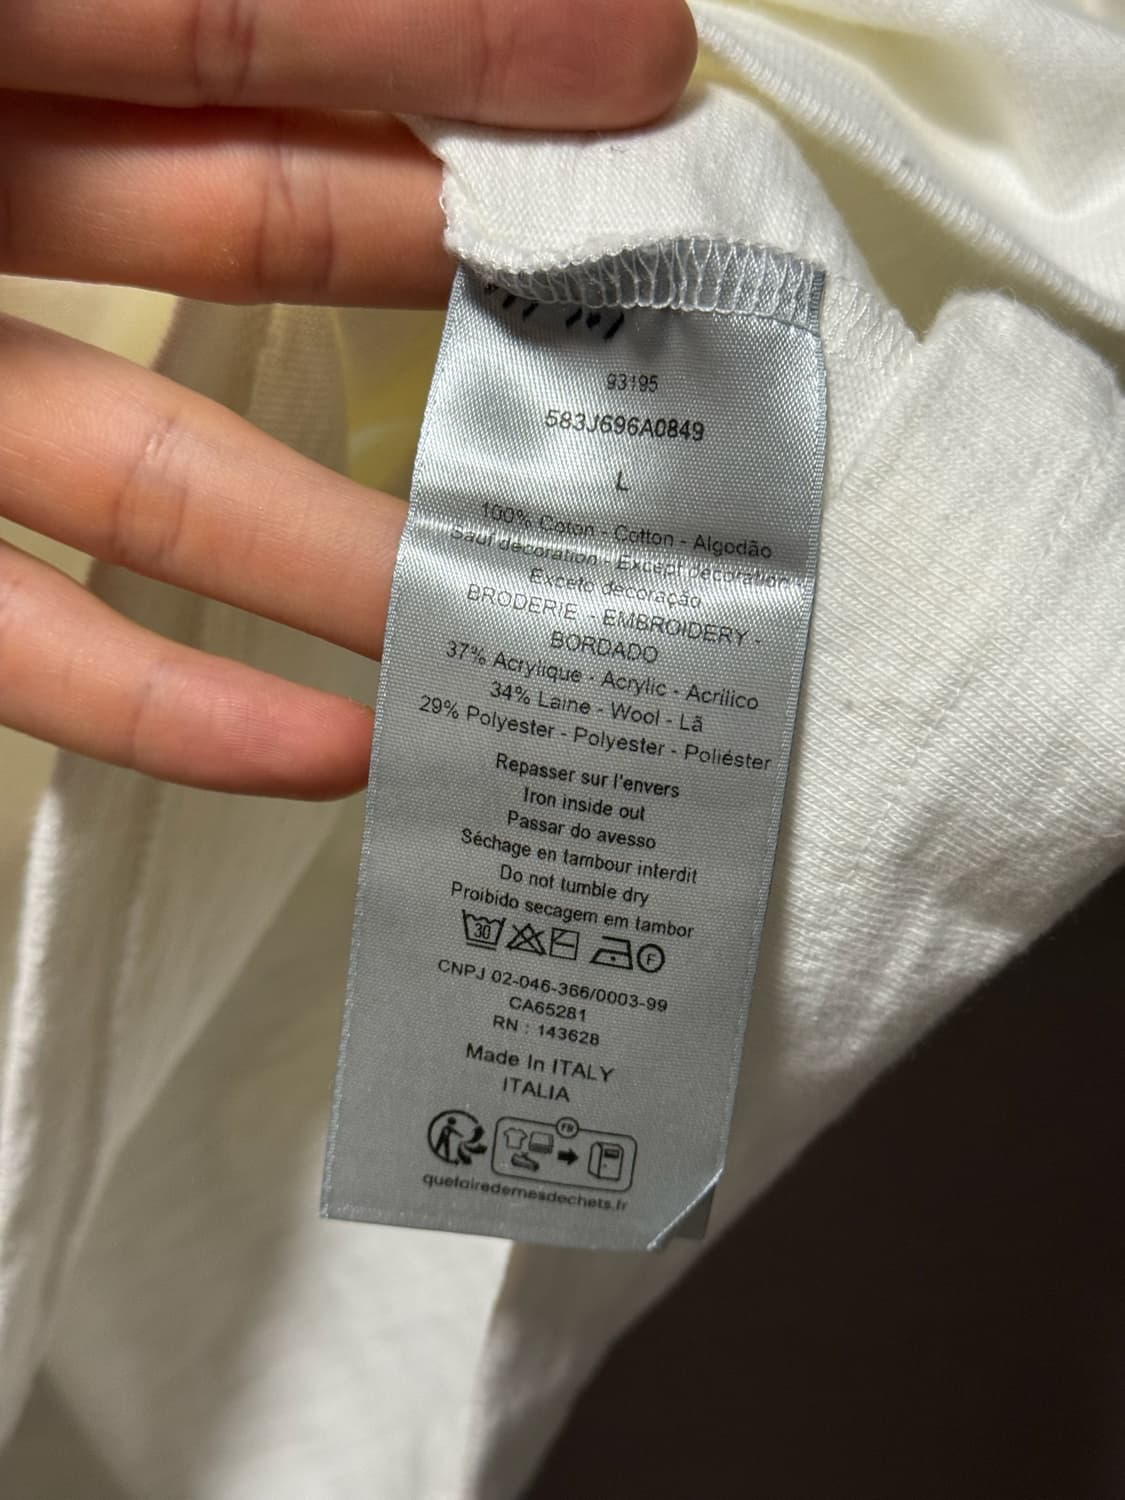 93195
583J696A0849
L
100% Coton - Cotton - Algodão
Sauf décoration - Except decoration
Exceto decoração
BRODERIE - EMBROIDERY -
BORDADO
37% Acrylique - Acrylic - Acrílico
34% Laine - Wool - Lã
29% Polyester - Polyester - Poliéster
Repasser sur l'envers
Iron inside out
Passar do avesso
Séchage en tambour interdit
Do not tumble dry
Proibido secagem em tambor
30 F
CNPJ 02-046-366/0003-99
CA65281
RN : 143628
Made In ITALY
ITALIA
FR
quefairedemesdechets.fr